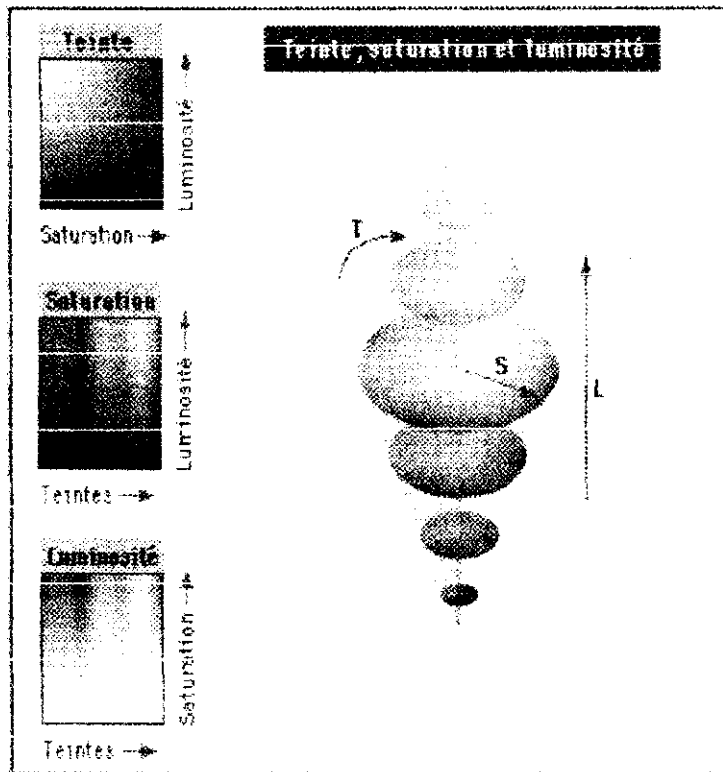 Teinte
Luminosité
Saturation
Saturation
Luminosité
Teintes
Luminosité
Saturation
Teintes
Teinte, saturation et luminosité
T
S
L